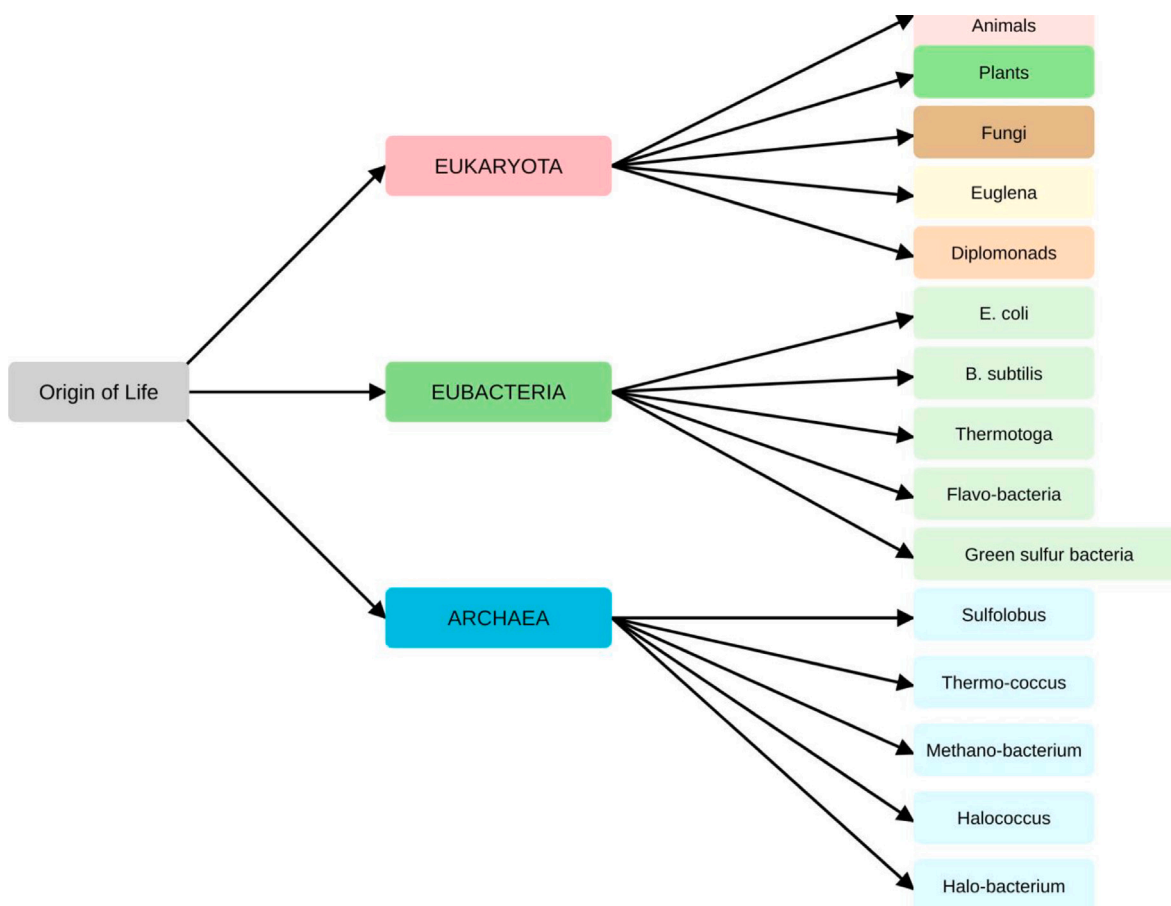 Animals
Plants
Fungi
EUKARYOTA
Euglena
Diplomonads
E. coli
Origin of Life
EUBACTERIA
B. subtilis
Thermotoga
Flavo-bacteria
Green sulfur bacteria
ARCHAEA
Sulfolobus
Thermo-coccus
Methano-bacterium
Halococcus
Halo-bacterium